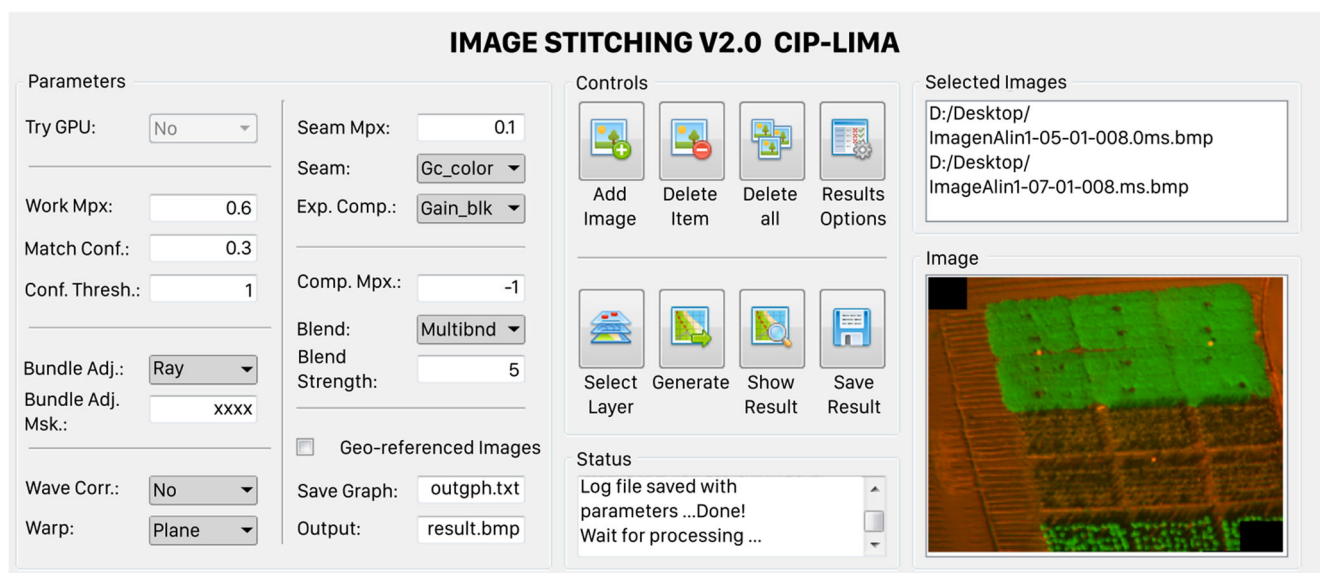 IMAGE STITCHING V2.0 CIP-LIMA
Parameters
Try GPU:
No
Work Mpx:
0.6
Match Conf.:
0.3
Conf. Thresh.:
1
Bundle Adj.:
Ray
Bundle Adj.
Msk.:
xxxx
Wave Corr.:
No
Warp:
Plane
Seam Mpx:
0.1
Seam:
Gc_color
Exp. Comp.:
Gain_blk
Comp. Mpx.:
-1
Blend:
Multibnd
Blend
Strength:
5
Geo-referenced Images
Save Graph:
outgph.txt
Output:
result.bmp
Controls
Add
Image
Delete
Item
Delete
all
Results
Options
Select
Layer
Generate
Show
Result
Save
Result
Status
Log file saved with
parameters ...Done!
Wait for processing ...
Selected Images
D:/Desktop/
ImagenAlin1-05-01-008.0ms.bmp
D:/Desktop/
ImageAlin1-07-01-008.ms.bmp
Image